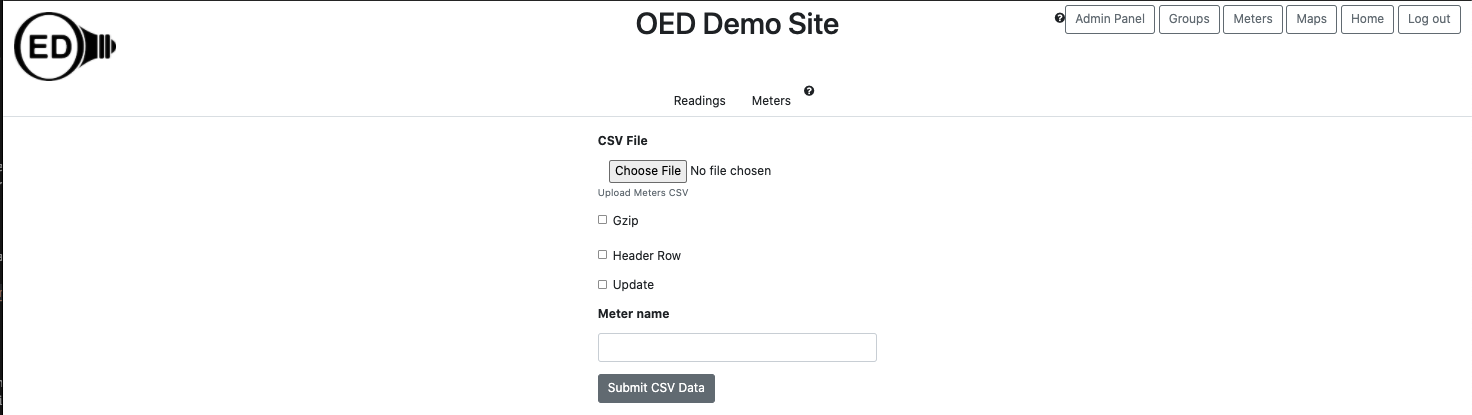 ED
OED Demo Site
Admin Panel Groups Meters Maps Home Log out
Readings Meters
CSV File
Choose File No file chosen
Upload Meters CSV
Gzip
Header Row
Update
Meter name
Submit CSV Data